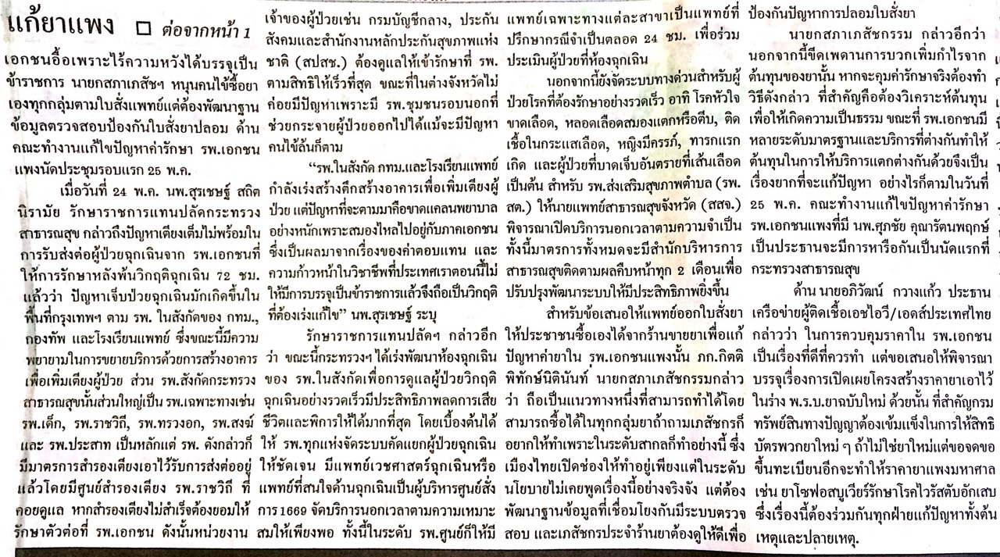 แก้ยาแพง □ ต่อจากหน้า 1
เอกชนอื้อเพราะไร้ความหวังได้บรรจุเป็น
ข้าราชการ นายกสภาเภสัชฯ หนุนคนไข้ซื้อยา
เองทุกกลุ่มตามใบสั่งแพทย์แต่ต้องพัฒนาฐาน
ข้อมูลตรวจสอบป้องกันใบสั่งยาปลอม ด้าน
คณะทำงานแก้ไขปัญหาค่ารักษา รพ.เอกชน
แพงนัดประชุมรอบแรก 25 พ.ค.
เมื่อวันที่ 24 พ.ค. นพ.สุรเชษฐ์ สถิต
นิรามัย รักษาราชการแทนปลัดกระทรวง
สาธารณสุข กล่าวถึงปัญหาเตียงเต็มไม่พร้อมใน
การรับส่งต่อผู้ป่วยฉุกเฉินจาก รพ.เอกชนที่
ให้การรักษาหลังพ้นวิกฤติฉุกเฉิน 72 ชม.
แล้วว่า ปัญหาเจ็บป่วยฉุกเฉินมักเกิดขึ้นใน
พื้นที่กรุงเทพฯ ตาม รพ. ในสังกัดของ กทม.,
กองทัพ และโรงเรียนแพทย์ ซึ่งขณะนี้มีความ
พยายามในการขยายบริการด้วยการสร้างอาคาร
เพื่อเพิ่มเตียงผู้ป่วย ส่วน รพ.สังกัดกระทรวง
สาธารณสุขนั้นส่วนใหญ่เป็น รพ.เฉพาะทางเช่น
รพ.เด็ก, รพ.ราชวิถี, รพ.ทรวงอก, รพ.สงฆ์
และ รพ.ประสาท เป็นหลักแต่ รพ. ดังกล่าวก็
มีมาตรการสำรองเตียงเอาไว้รับการส่งต่ออยู่
แล้วโดยมีศูนย์สำรองเตียง รพ.ราชวิถี ที่
คอยดูแล หากสำรองเตียงไม่สำเร็จต้องยอมให้
รักษาตัวต่อที่ รพ.เอกชน ดังนั้นหน่วยงาน
เจ้าของผู้ป่วยเช่น กรมบัญชีกลาง, ประกัน
สังคมและสำนักงานหลักประกันสุขภาพแห่ง
ชาติ (สปสช.) ต้องดูแลให้เข้ารักษาที่ รพ.
ตามสิทธิให้เร็วที่สุด ขณะที่ในต่างจังหวัดไม่
ค่อยมีปัญหาเพราะมี รพ.ชุมชนรอบนอกที่
ช่วยกระจายผู้ป่วยออกไปได้แม้จะมีปัญหา
คนไข้ล้นก็ตาม
“รพ.ในสังกัด กทม.และโรงเรียนแพทย์
กำลังเร่งสร้างตึกสร้างอาคารเพื่อเพิ่มเตียงผู้
ป่วย แต่ปัญหาที่จะตามมาคือขาดแคลนพยาบาล
อย่างหนักเพราะสมองไหลไปอยู่กับภาคเอกชน
ซึ่งเป็นผลมาจากเรื่องของค่าตอบแทน และ
ความก้าวหน้าในวิชาชีพที่ประเทศเราตอนนี้ไม่
ให้มีการบรรจุเป็นข้าราชการแล้วจึงถือเป็นวิกฤติ
ที่ต้องเร่งแก้ไข” นพ.สุรเชษฐ์ ระบุ
รักษาราชการแทนปลัดฯ กล่าวอีก
ว่า ขณะนี้กระทรวงฯ ได้เร่งพัฒนาห้องฉุกเฉิน
ของ รพ.ในสังกัดเพื่อการดูแลผู้ป่วยวิกฤติ
ฉุกเฉินอย่างรวดเร็วมีประสิทธิภาพลดการเสีย
ชีวิตและพิการให้ได้มากที่สุด โดยเบื้องต้นได้
ให้ รพ.ทุกแห่งจัดระบบคัดแยกผู้ป่วยฉุกเฉิน
ให้ชัดเจน มีแพทย์เวชศาสตร์ฉุกเฉินหรือ
แพทย์ที่สนใจด้านฉุกเฉินเป็นผู้บริหารศูนย์สั่ง
การ 1669 จัดบริการนอกเวลาตามความเหมาะ
สมให้เพียงพอ ทั้งนี้ในระดับ รพ.ศูนย์ก็ให้มี
แพทย์เฉพาะทางแต่ละสาขาเป็นแพทย์ที่
ปรึกษากรณีจำเป็นตลอด 24 ชม. เพื่อร่วม
ประเมินผู้ป่วยที่ห้องฉุกเฉิน
นอกจากนี้ยังจัดระบบทางด่วนสำหรับผู้
ป่วยโรคที่ต้องรักษาอย่างรวดเร็ว อาทิ โรคหัวใจ
ขาดเลือด, หลอดเลือดสมองแตกหรือตีบ, ติด
เชื้อในกระแสเลือด, หญิงมีครรภ์, ทารกแรก
เกิด และผู้ป่วยที่บาดเจ็บอันตรายที่เส้นเลือด
เป็นต้น สำหรับ รพ.ส่งเสริมสุขภาพตำบล (รพ.
สต.) ให้นายแพทย์สาธารณสุขจังหวัด (สสจ.)
พิจารณาเปิดบริการนอกเวลาตามความจำเป็น
ทั้งนี้มาตรการทั้งหมดจะมีสำนักบริหารการ
สาธารณสุขติดตามผลคืบหน้าทุก 2 เดือนเพื่อ
ปรับปรุงพัฒนาระบบให้มีประสิทธิภาพยิ่งขึ้น
สำหรับข้อเสนอให้แพทย์ออกใบสั่งยา
ให้ประชาชนซื้อเองได้จากร้านขายยาเพื่อแก้
ปัญหาค่ายาใน รพ.เอกชนแพงนั้น ภก.กิตติ
พิทักษ์นิตินันท์ นายกสภาเภสัชกรรมกล่าว
ว่า ถือเป็นแนวทางหนึ่งที่สามารถทำได้โดย
สามารถซื้อได้ในทุกกลุ่มยาถ้าถามเภสัชกรก็
อยากให้ทำเพราะในระดับสากลก็ทำอย่างนี้ ซึ่ง
เมืองไทยเปิดช่องให้ทำอยู่เพียงแต่ในระดับ
นโยบายไม่เคยพูดเรื่องนี้อย่างจริงจัง แต่ต้อง
พัฒนาฐานข้อมูลที่เชื่อมโยงกันมีระบบตรวจ
สอบ และเภสัชกรประจำร้านยาต้องดูให้ดีเพื่อ
ป้องกันปัญหาการปลอมใบสั่งยา
นายกสภาเภสัชกรรม กล่าวอีกว่า
นอกจากนี้ขีดเพดานการบวกเพิ่มกำไรจาก
ต้นทุนของยานั้น หากจะคุมค่ารักษาจริงต้องทำ
วิธีดังกล่าว ที่สำคัญคือต้องวิเคราะห์ต้นทุน
เพื่อให้เกิดความเป็นธรรม ขณะที่ รพ.เอกชนมี
หลายระดับมาตรฐานและบริการที่ต่างกันทำให้
ต้นทุนในการให้บริการแตกต่างกันด้วยจึงเป็น
เรื่องยากที่จะแก้ปัญหา อย่างไรก็ตามในวันที่
25 พ.ค. คณะทำงานแก้ไขปัญหาค่ารักษา
รพ.เอกชนแพงที่มี นพ.ศุภชัย คุณารัตนพฤกษ์
เป็นประธานจะมีการหารือกันเป็นนัดแรกที่
กระทรวงสาธารณสุข
ด้าน นายอภิวัฒน์ กวางแก้ว ประธาน
เครือข่ายผู้ติดเชื้อเอชไอวี/เอดส์ประเทศไทย
กล่าวว่า ในการควบคุมราคาใน รพ.เอกชน
เป็นเรื่องที่ดีที่ควรทำ แต่ขอเสนอให้พิจารณา
บรรจุเรื่องการเปิดเผยโครงสร้างราคายาเอาไว้
ในร่าง พ.ร.บ.ยาฉบับใหม่ ด้วยนั้น ที่สำคัญกรม
ทรัพย์สินทางปัญญาต้องเข้มแข็งในการให้สิทธิ
บัตรพวกยาใหม่ ๆ ถ้าไม่ใช่ยาใหม่แต่ขอจดขอ
ขึ้นทะเบียนอีกจะทำให้ราคายาแพงมหาศาล
เช่น ยาโซฟอสบูเวียร์รักษาโรคไวรัสตับอักเสบ
ซึ่งเรื่องนี้ต้องร่วมกันทุกฝ่ายแก้ปัญหาทั้งต้น
เหตุและปลายเหตุ.